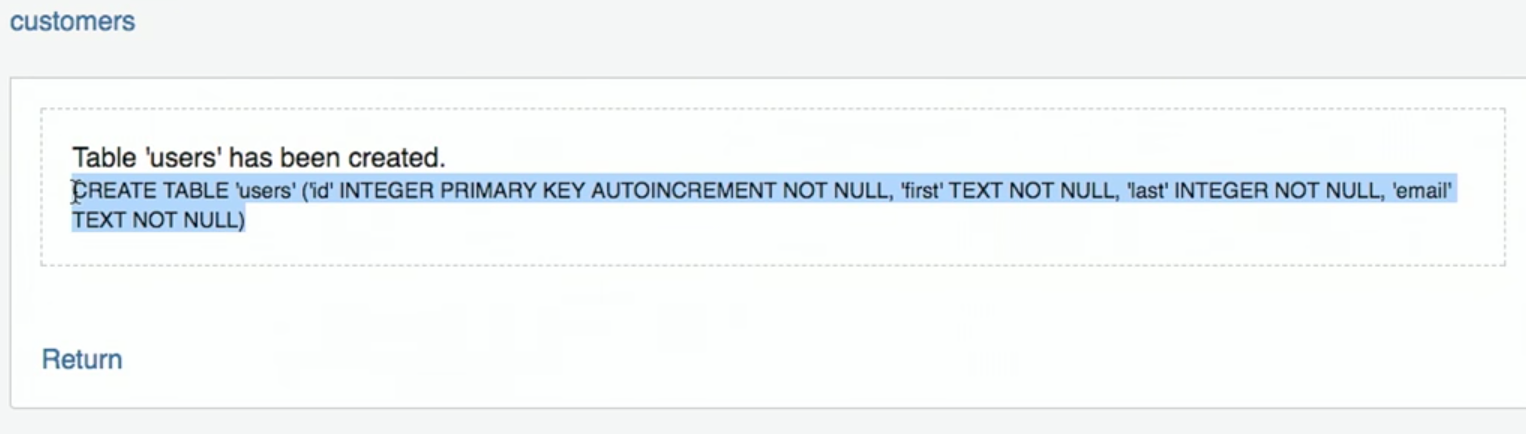 customers
Table 'users' has been created.
CREATE TABLE 'users' ('id' INTEGER PRIMARY KEY AUTOINCREMENT NOT NULL, 'first' TEXT NOT NULL, 'last' INTEGER NOT NULL, 'email'
TEXT NOT NULL)
Return